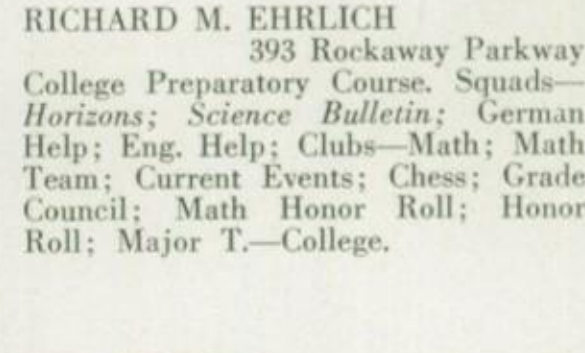 RICHARD M. EHRLICH
393 Rockaway Parkway
College Preparatory Course. Squads—
Horizons; Science Bulletin; German
Help; Eng. Help; Clubs—Math; Math
Team; Current Events; Chess; Grade
Council; Math Honor Roll; Honor
Roll; Major T.—College.